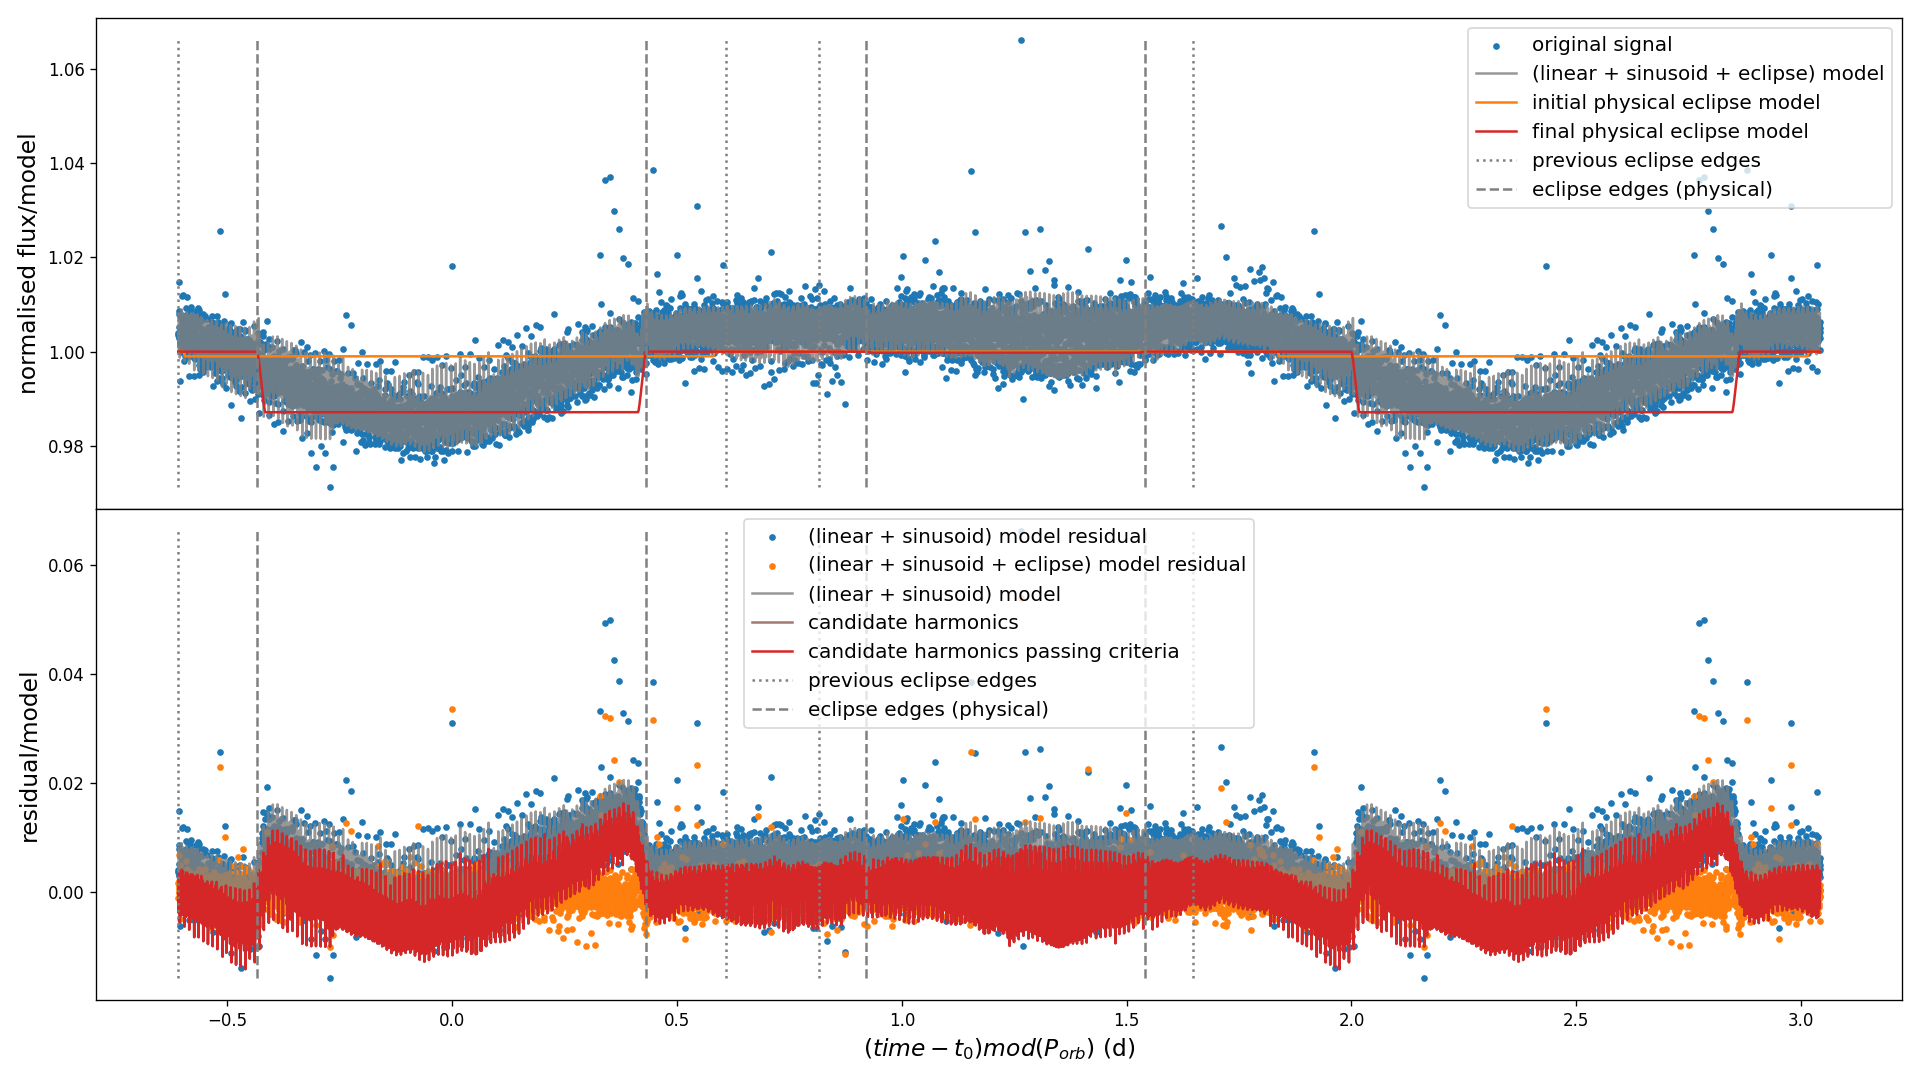 normalised flux/model
1.06
1.04
1.02
1.00
0.98
original signal
(linear + sinusoid + eclipse) model
initial physical eclipse model
final physical eclipse model
previous eclipse edges
eclipse edges (physical)
residual/model
0.06
0.04
0.02
0.00
(linear + sinusoid) model residual
(linear + sinusoid + eclipse) model residual
(linear + sinusoid) model
candidate harmonics
candidate harmonics passing criteria
previous eclipse edges
eclipse edges (physical)
−0.5 0.0 0.5 1.0 1.5 2.0 2.5 3.0
(time − t₀)mod(Pₒᵣb) (d)